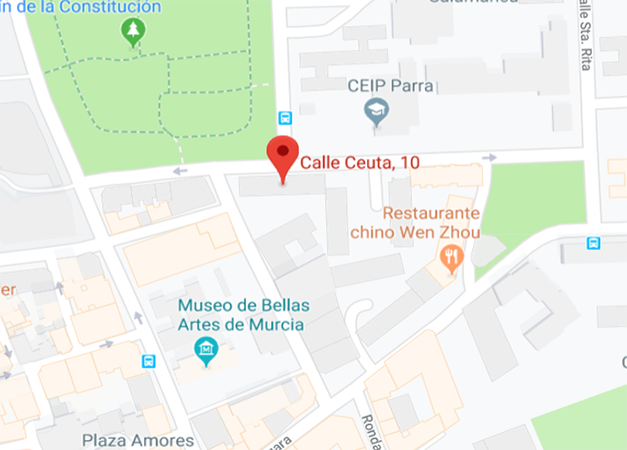 ín de la Constitución
Salamanca
Calle Sta. Rita
CEIP Parra
Calle Ceuta, 10
Restaurante
chino Wen Zhou
Museo de Bellas
Artes de Murcia
Plaza Amores
Ronda